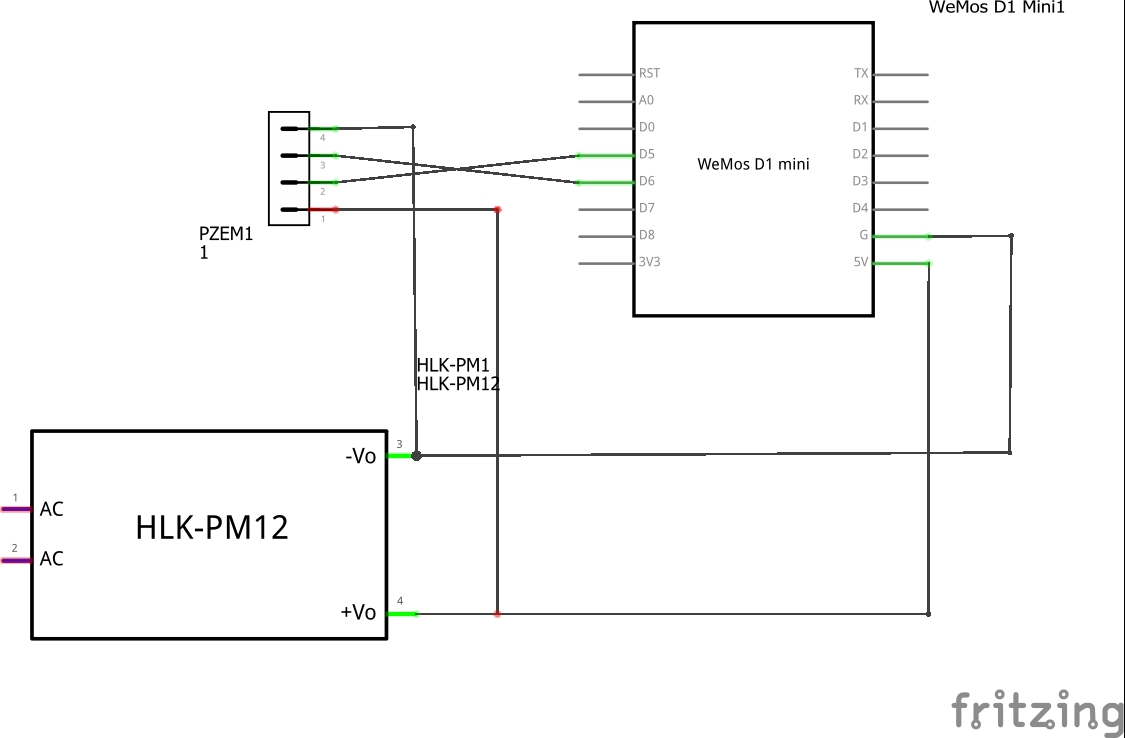 WeMos D1 Mini1
RST
TX
A0
RX
D0
D1
D5
D2
D6
D3
D7
D4
D8
G
3V3
5V
WeMos D1 mini
4
3
2
1
PZEM1
1
HLK-PM1
HLK-PM12
-Vo
3
1
AC
HLK-PM12
2
AC
+Vo
4
fritzing